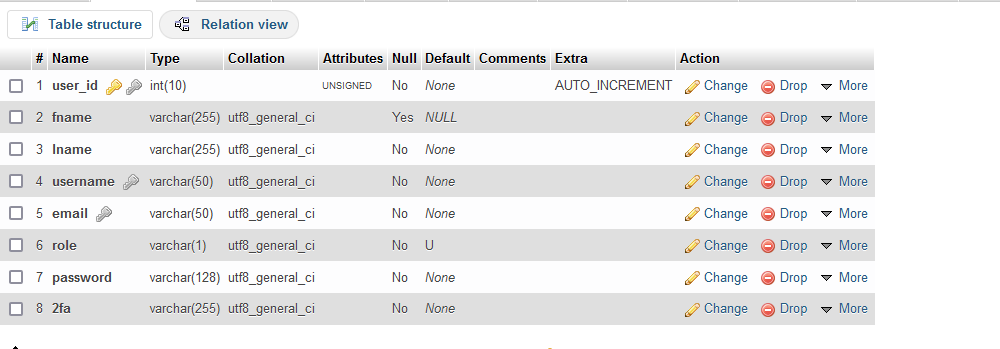 Table structure Relation view
# Name Type Collation Attributes Null Default Comments Extra Action
1 user_id int(10) UNSIGNED No None AUTO_INCREMENT Change Drop More
2 fname varchar(255) utf8_general_ci Yes NULL Change Drop More
3 lname varchar(255) utf8_general_ci No None Change Drop More
4 username varchar(50) utf8_general_ci No None Change Drop More
5 email varchar(50) utf8_general_ci No None Change Drop More
6 role varchar(1) utf8_general_ci No U Change Drop More
7 password varchar(128) utf8_general_ci No None Change Drop More
8 2fa varchar(255) utf8_general_ci No None Change Drop More